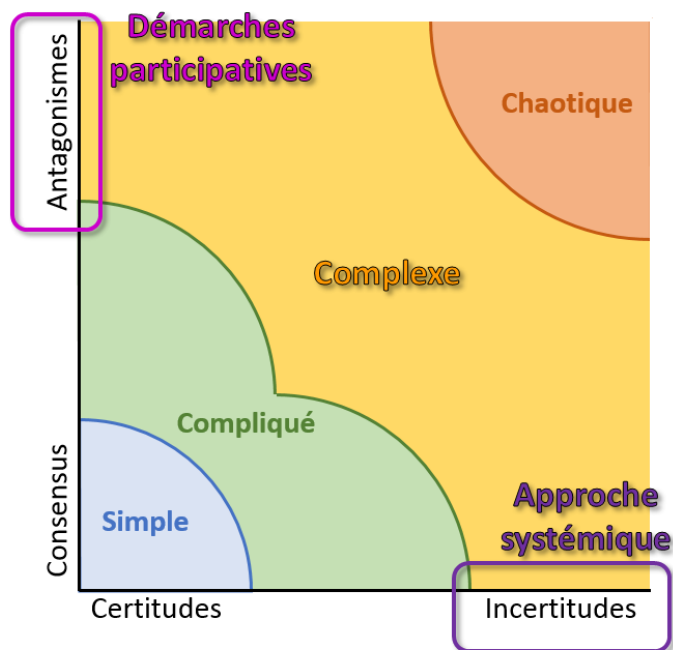 Démarches
participatives
Antagonismes
Chaotique
Complexe
Compliqué
Consensus
Simple
Approche
systémique
Certitudes
Incertitudes